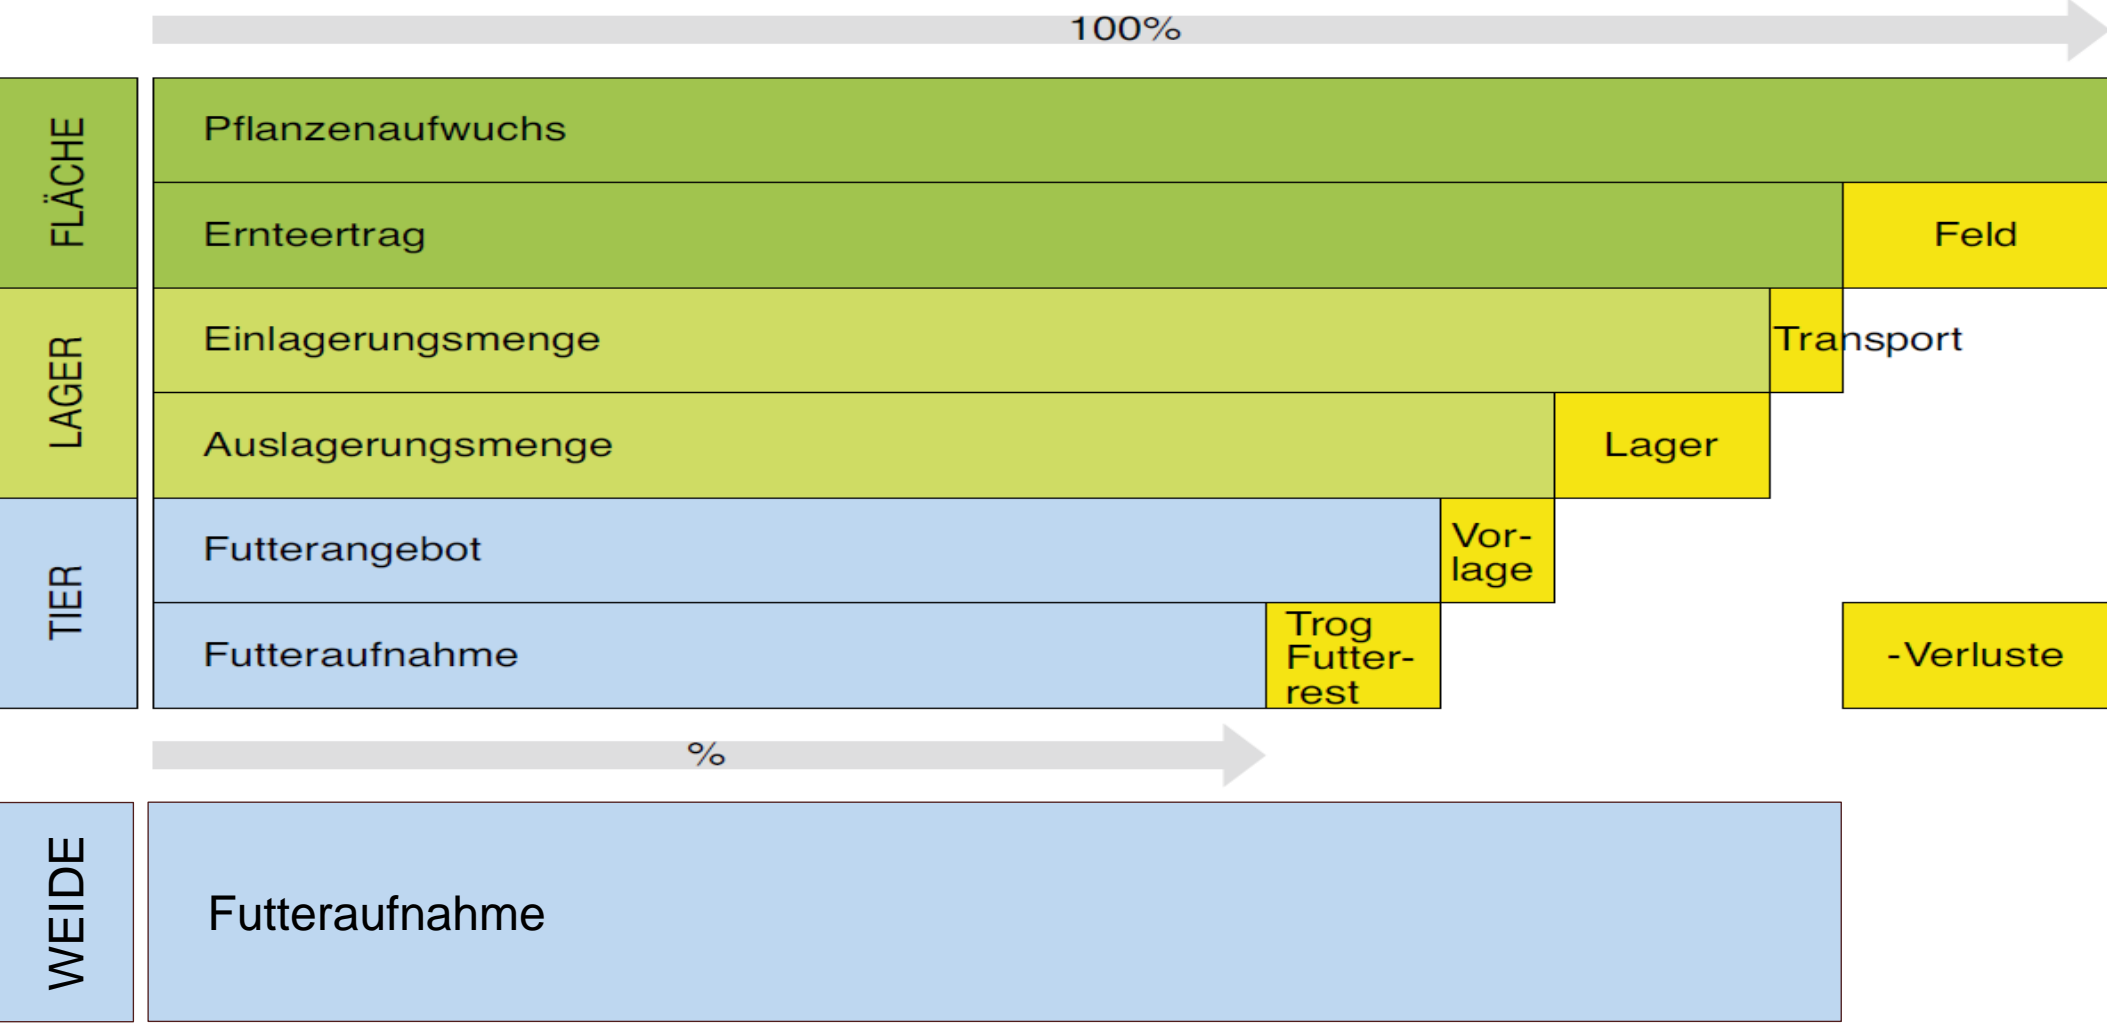 100%
FLÄCHE
Pflanzenaufwuchs
Ernteertrag
Feld
LAGER
Einlagerungsmenge
Transport
Auslagerungsmenge
Lager
TIER
Futterangebot
Vor-
lage
Futteraufnahme
Trog
Futter-
rest
-Verluste
%
WEIDE
Futteraufnahme